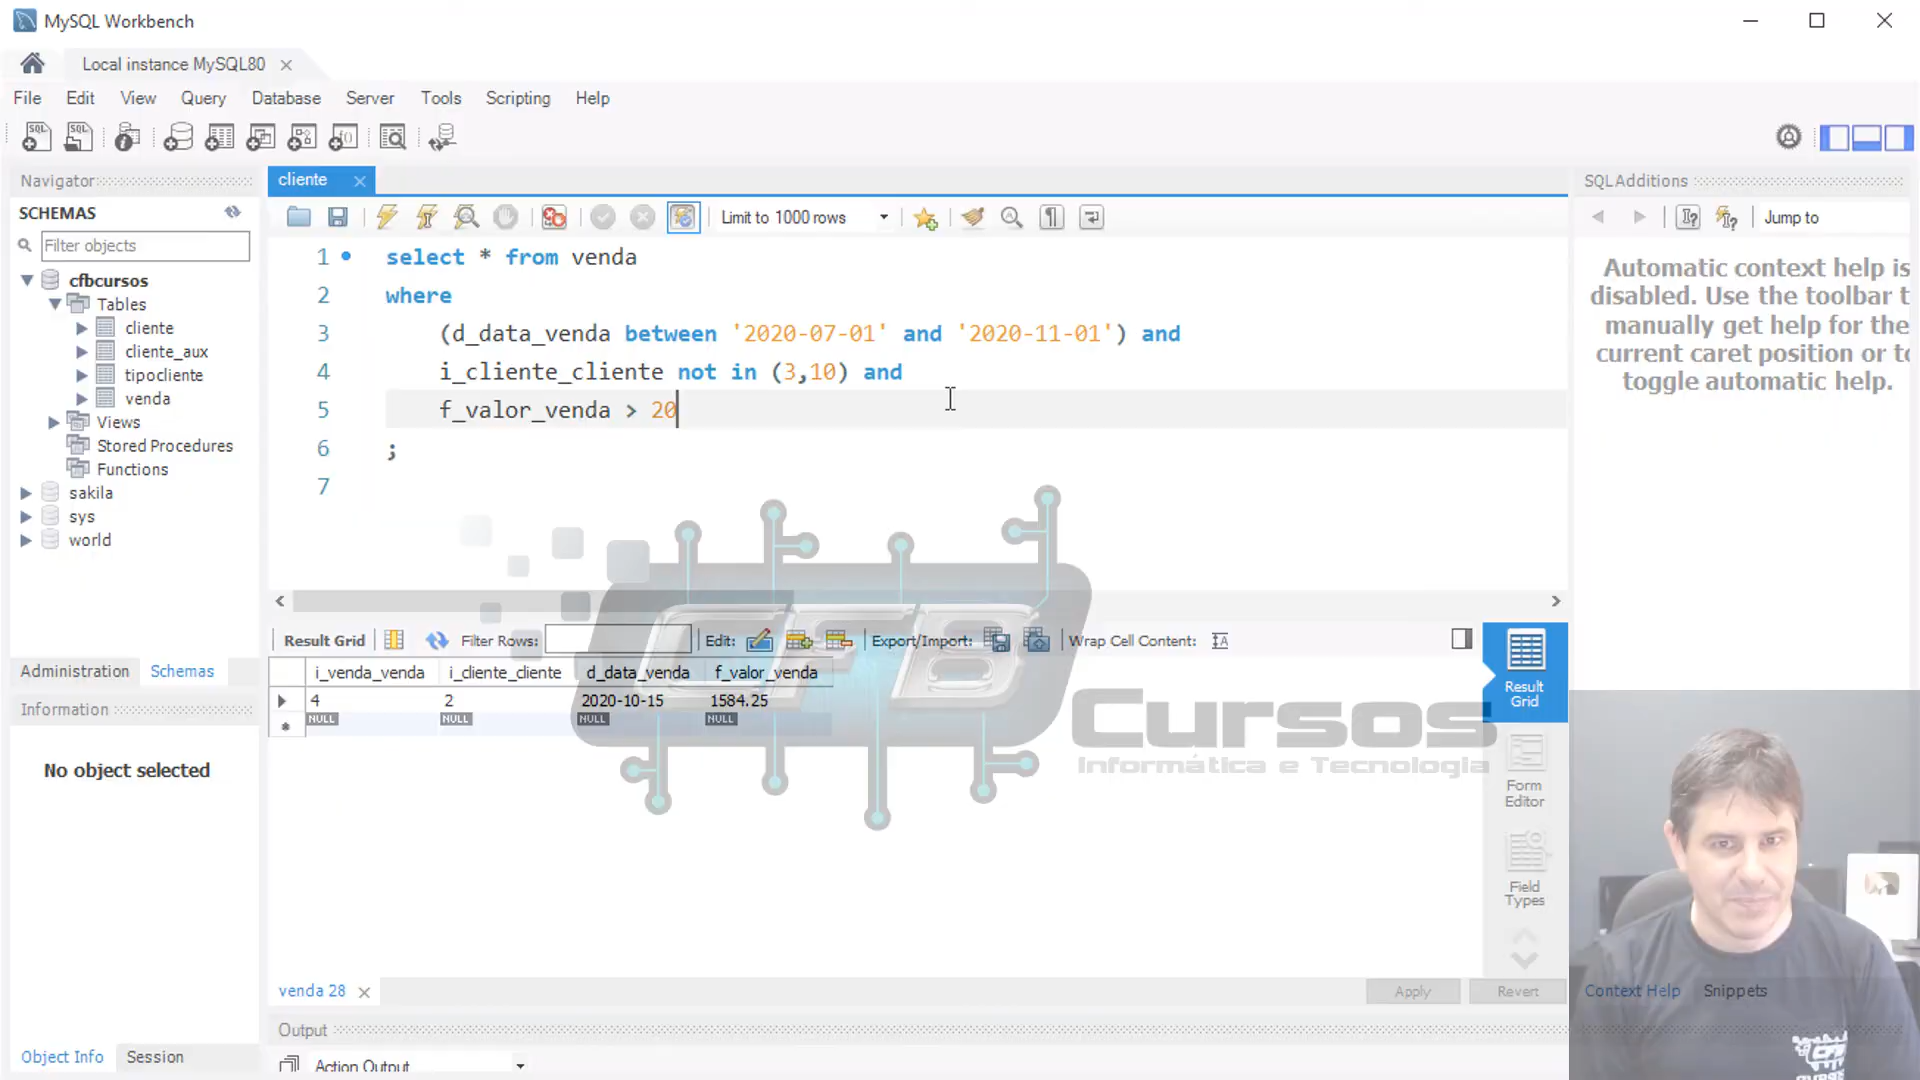 MySQL Workbench
Local instance MySQL80
File Edit View Query Database Server Tools Scripting Help
Navigator
SCHEMAS
Filter objects
cfbcursos
Tables
cliente
cliente_aux
tipocliente
venda
Views
Stored Procedures
Functions
sakila
sys
world
Administration Schemas
Information
No object selected
Object Info Session
cliente
Limit to 1000 rows
1 select * from venda
2 where
3 (d_data_venda between '2020-07-01' and '2020-11-01') and
4 i_cliente_cliente not in (3,10) and
5 f_valor_venda > 20
6 ;
7
Result Grid Filter Rows: Edit: Export/Import: Wrap Cell Content:
i_venda_venda i_cliente_cliente d_data_venda f_valor_venda
4 2 2020-10-15 1584.25
NULL NULL NULL NULL
CFB
Cursos
Informática e Tecnologia
Result
Grid
Form
Editor
Field
Types
venda 28
Apply Revert
Output
Action Output
SQLAdditions
Jump to
Automatic context help is
disabled. Use the toolbar t
manually get help for the
current caret position or to
toggle automatic help.
Context Help Snippets